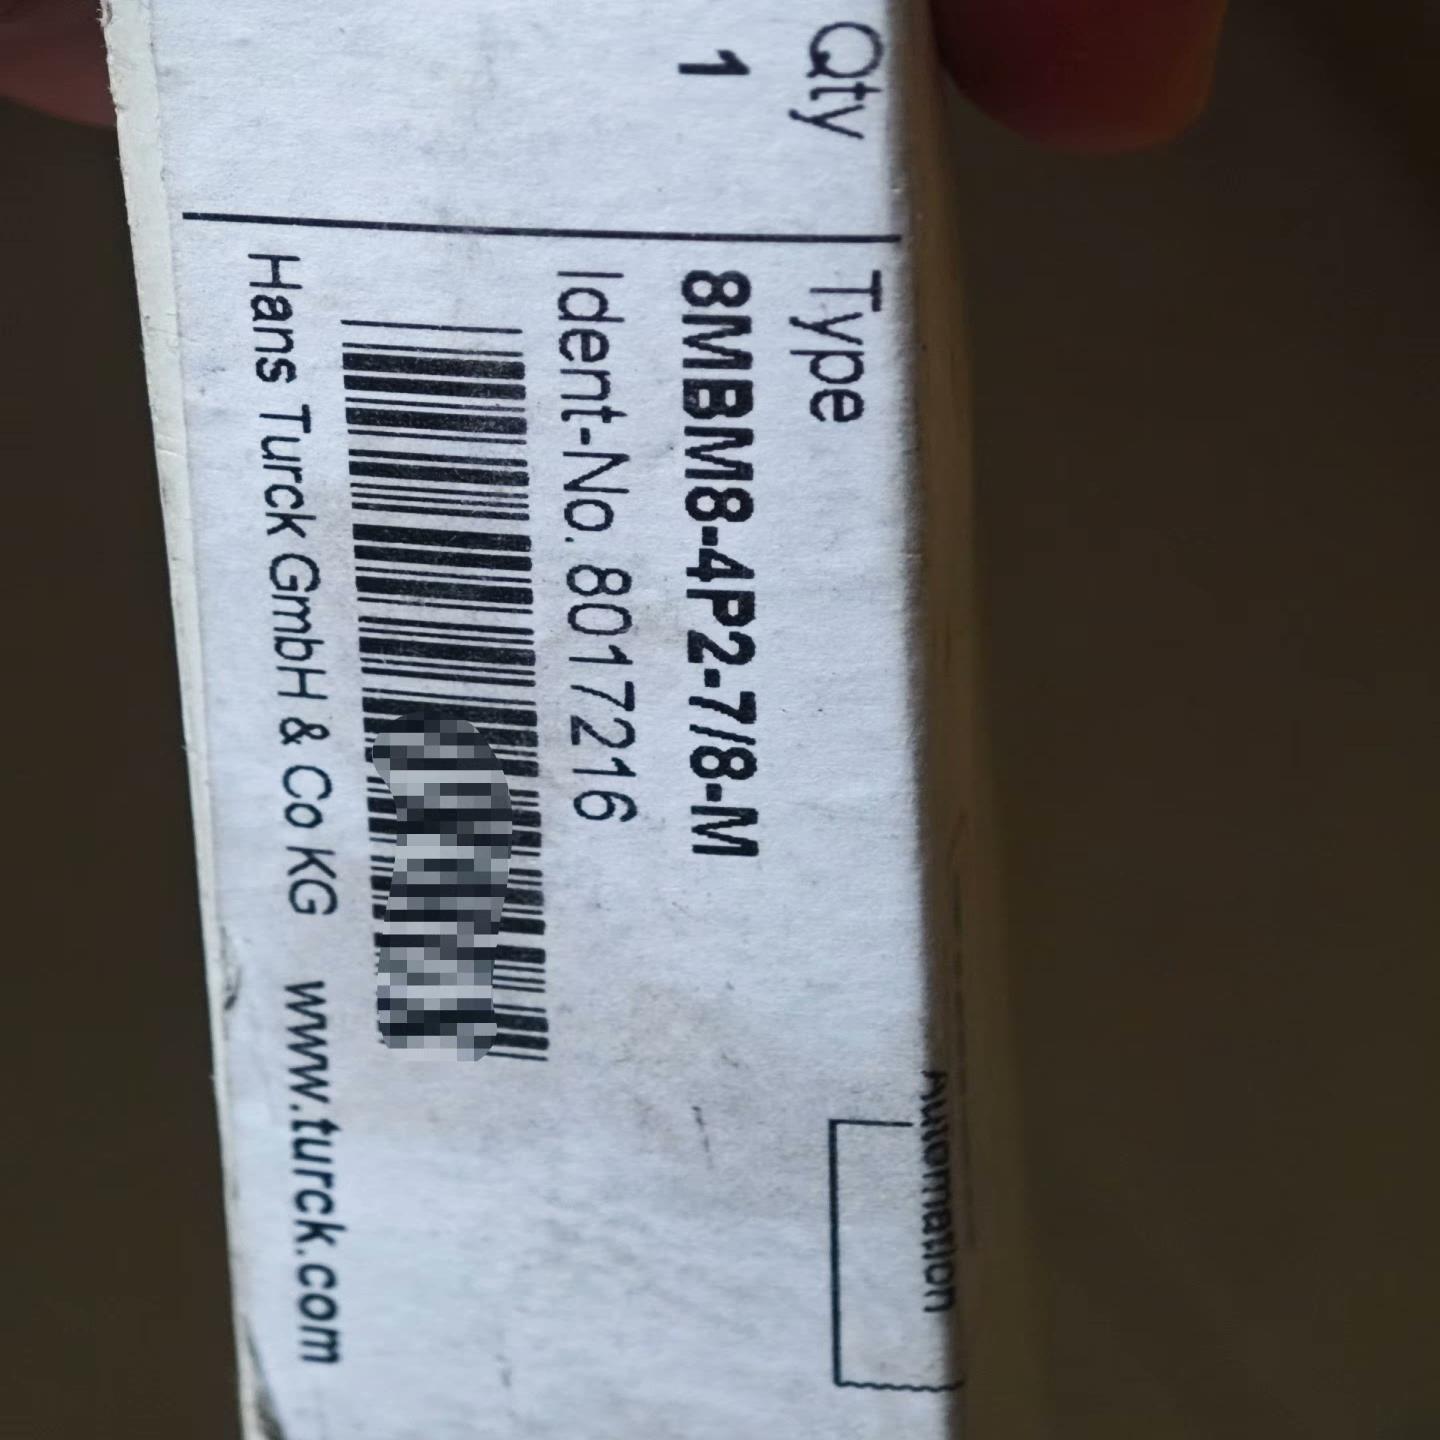 Automation
Qty
1
Type
8MBM8-4P2-7/8-M
Ident-No. 8017216
Hans Turck GmbH & Co KG www.turck.com